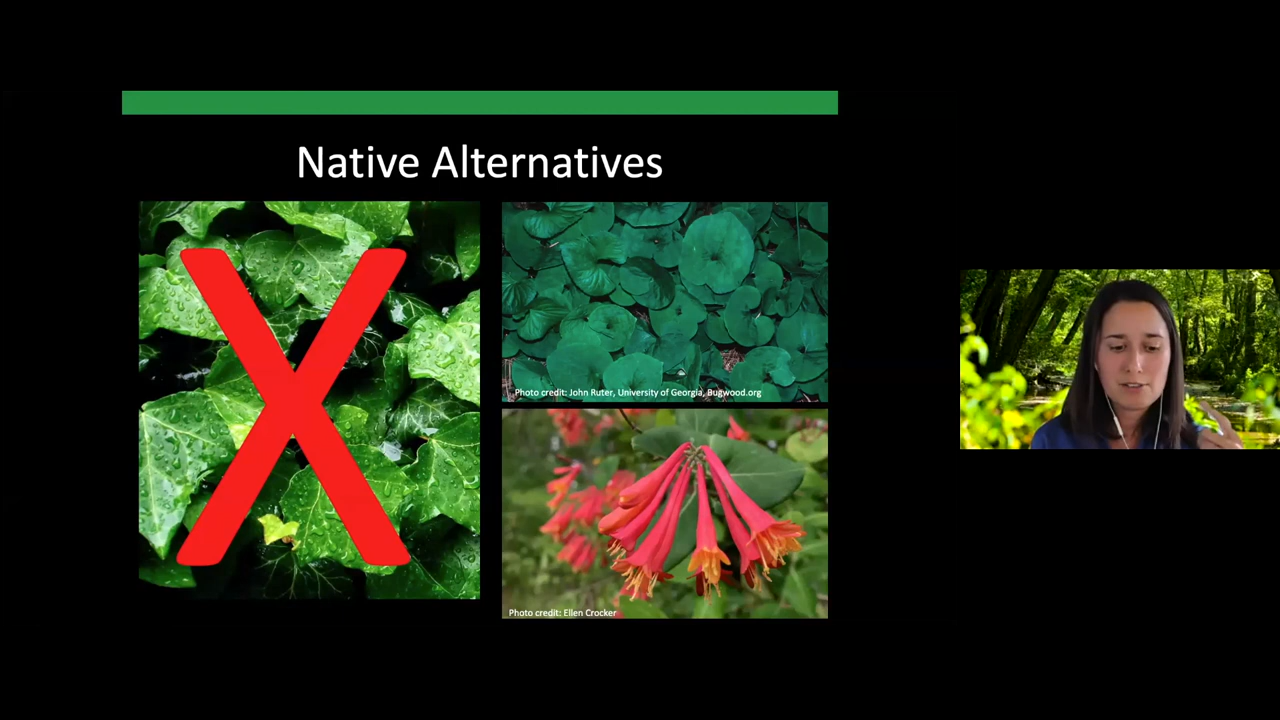 Native Alternatives
Photo credit: John Ruter, University of Georgia, Bugwood.org
Photo credit: Ellen Crocker